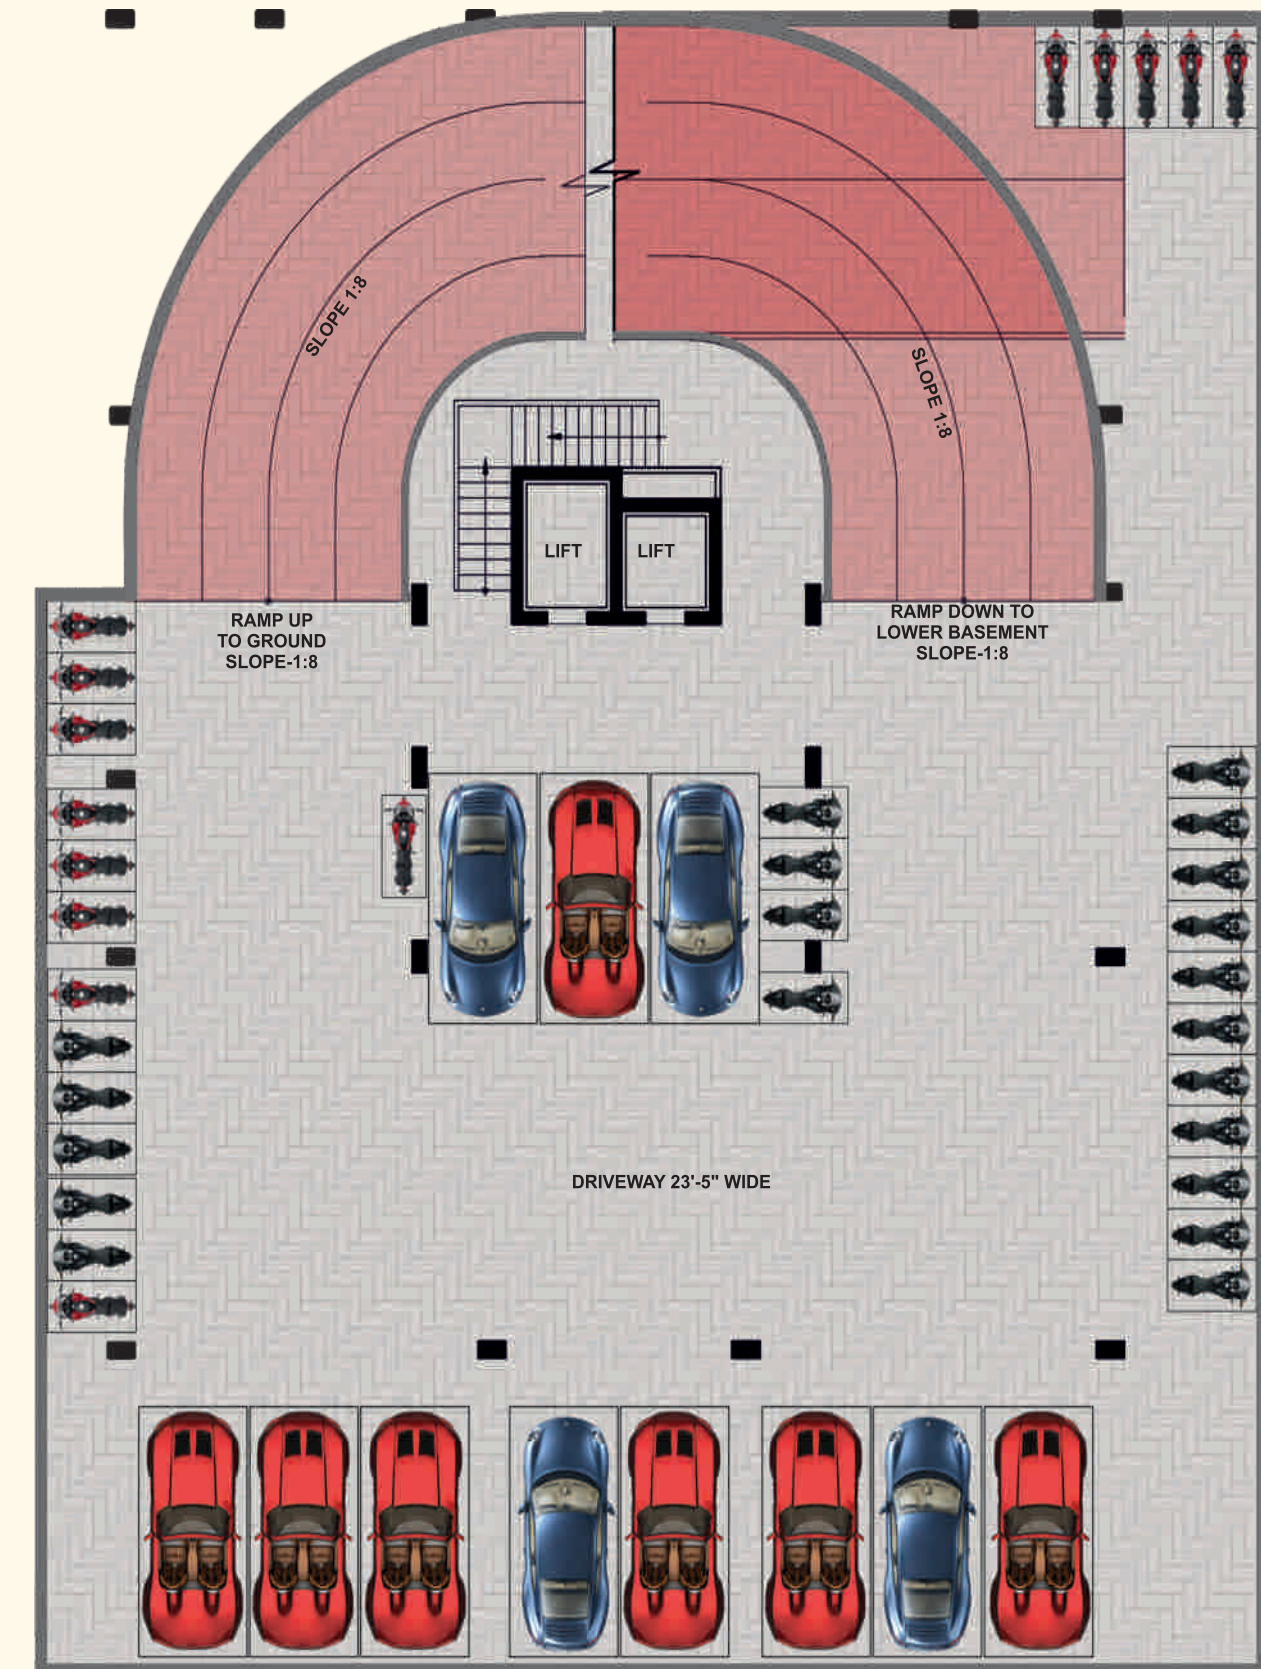 SLOPE 1:8
SLOPE 1:8
LIFT
LIFT
RAMP UP
TO GROUND
SLOPE-1:8
RAMP DOWN TO
LOWER BASEMENT
SLOPE-1:8
DRIVEWAY 23'-5" WIDE